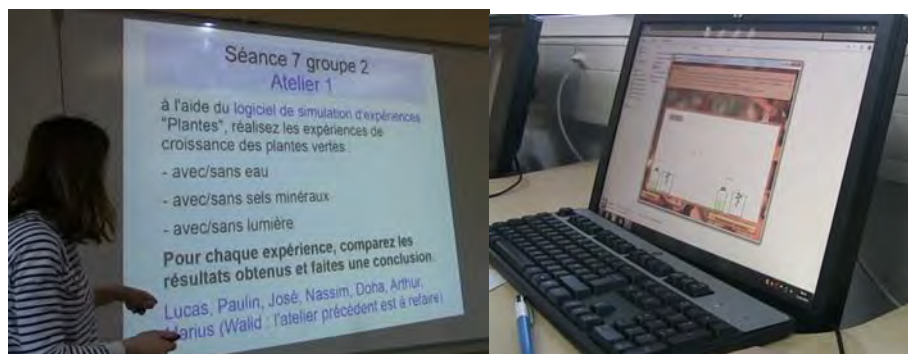 Séance 7 groupe 2
Atelier 1
à l'aide du logiciel de simulation d'expériences
"Plantes", réalisez les expériences de
croissance des plantes vertes
- avec/sans eau
- avec/sans sels minéraux
- avec/sans lumière
Pour chaque expérience, comparez les
résultats obtenus et faites une conclusion.
Lucas, Paulin, José, Nassim, Doha, Arthur,
Marius (Walid : l'atelier précédent est à refaire)